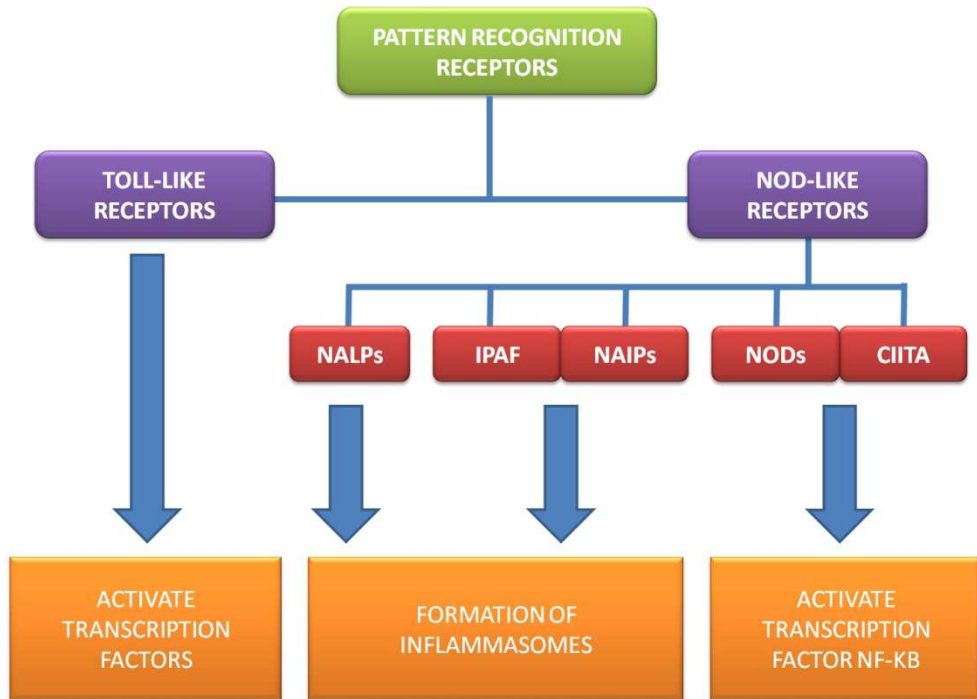 PATTERN RECOGNITION
RECEPTORS
TOLL-LIKE
RECEPTORS
NOD-LIKE
RECEPTORS
NALPs
IPAF
NAIPs
NODs
CIITA
ACTIVATE
TRANSCRIPTION
FACTORS
FORMATION OF
INFLAMMASOMES
ACTIVATE
TRANSCRIPTION
FACTOR NF-KB